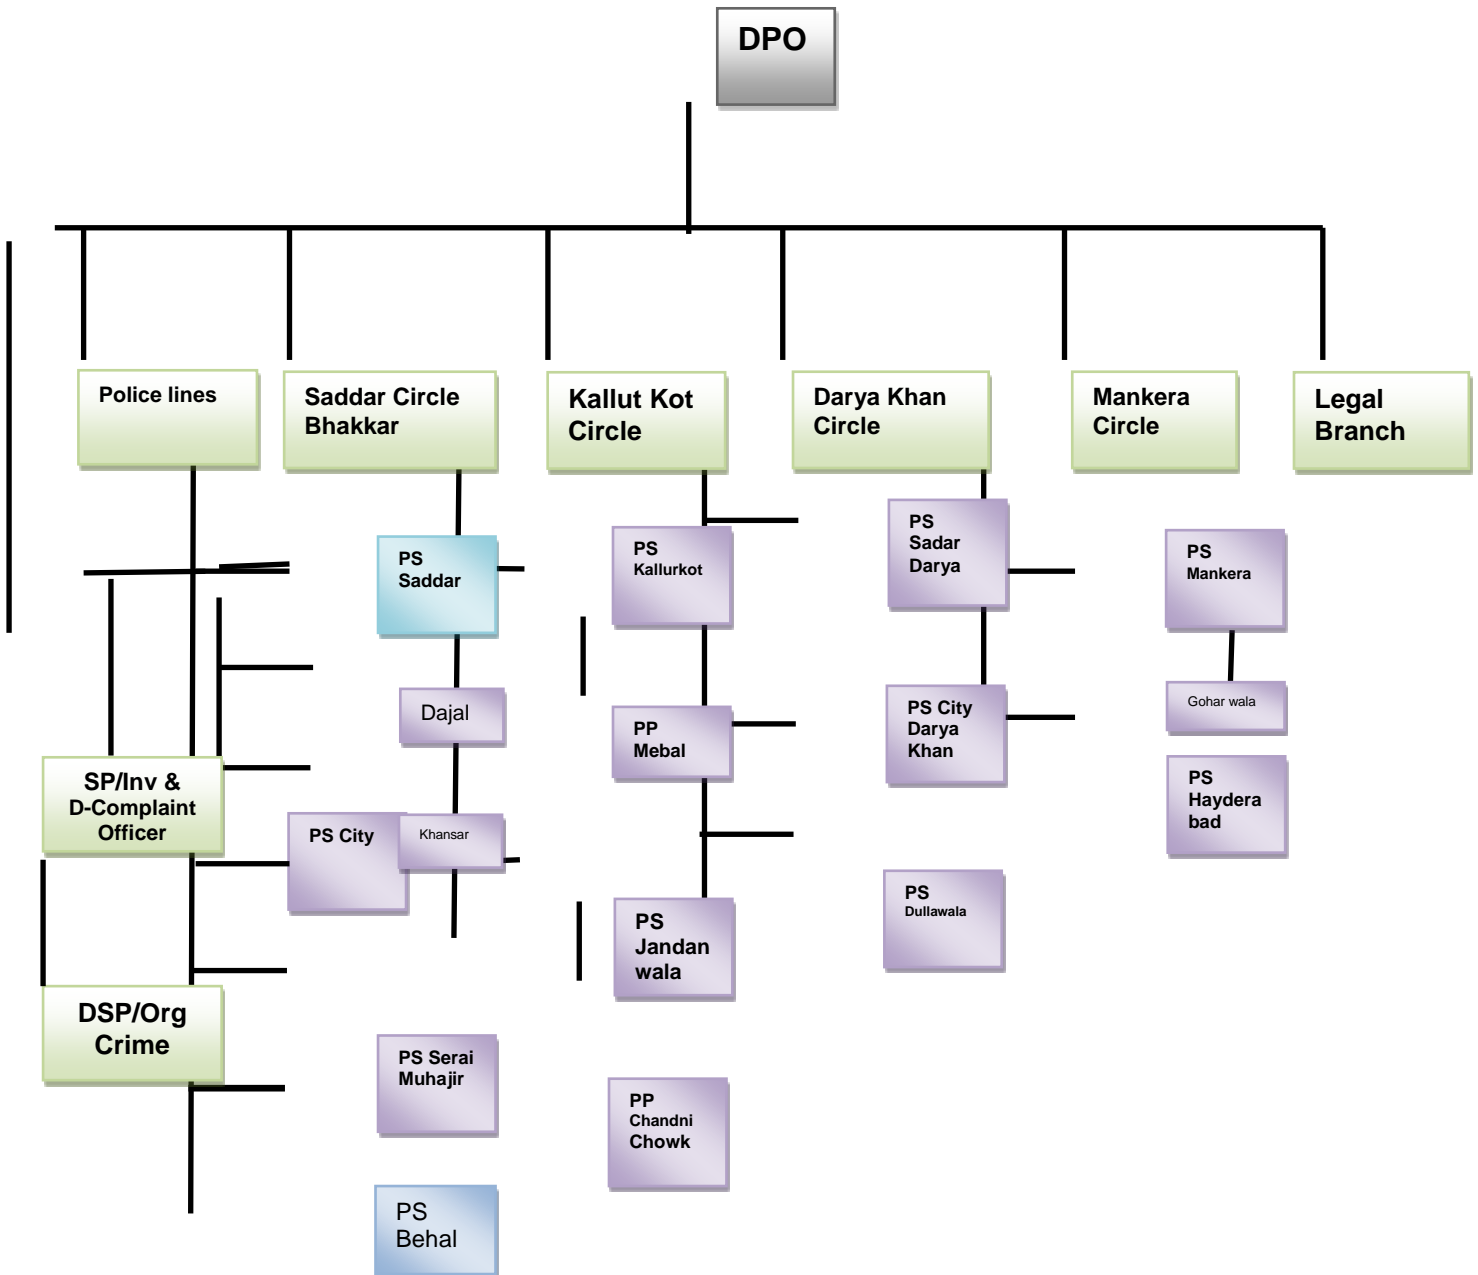 DPO
Police lines
Saddar Circle
Bhakkar
Kallut Kot
Circle
Darya Khan
Circle
Mankera
Circle
Legal
Branch
PS
Saddar
Dajal
PS City
Khansar
PS Serai
Muhajir
PS
Behal
PS
Kallurkot
PP
Mebal
PS
Jandan
wala
PP
Chandni
Chowk
PS
Sadar
Darya
PS City
Darya
Khan
PS
Dullawala
PS
Mankera
Gohar wala
PS
Haydera
bad
SP/Inv &
D-Complaint
Officer
DSP/Org
Crime